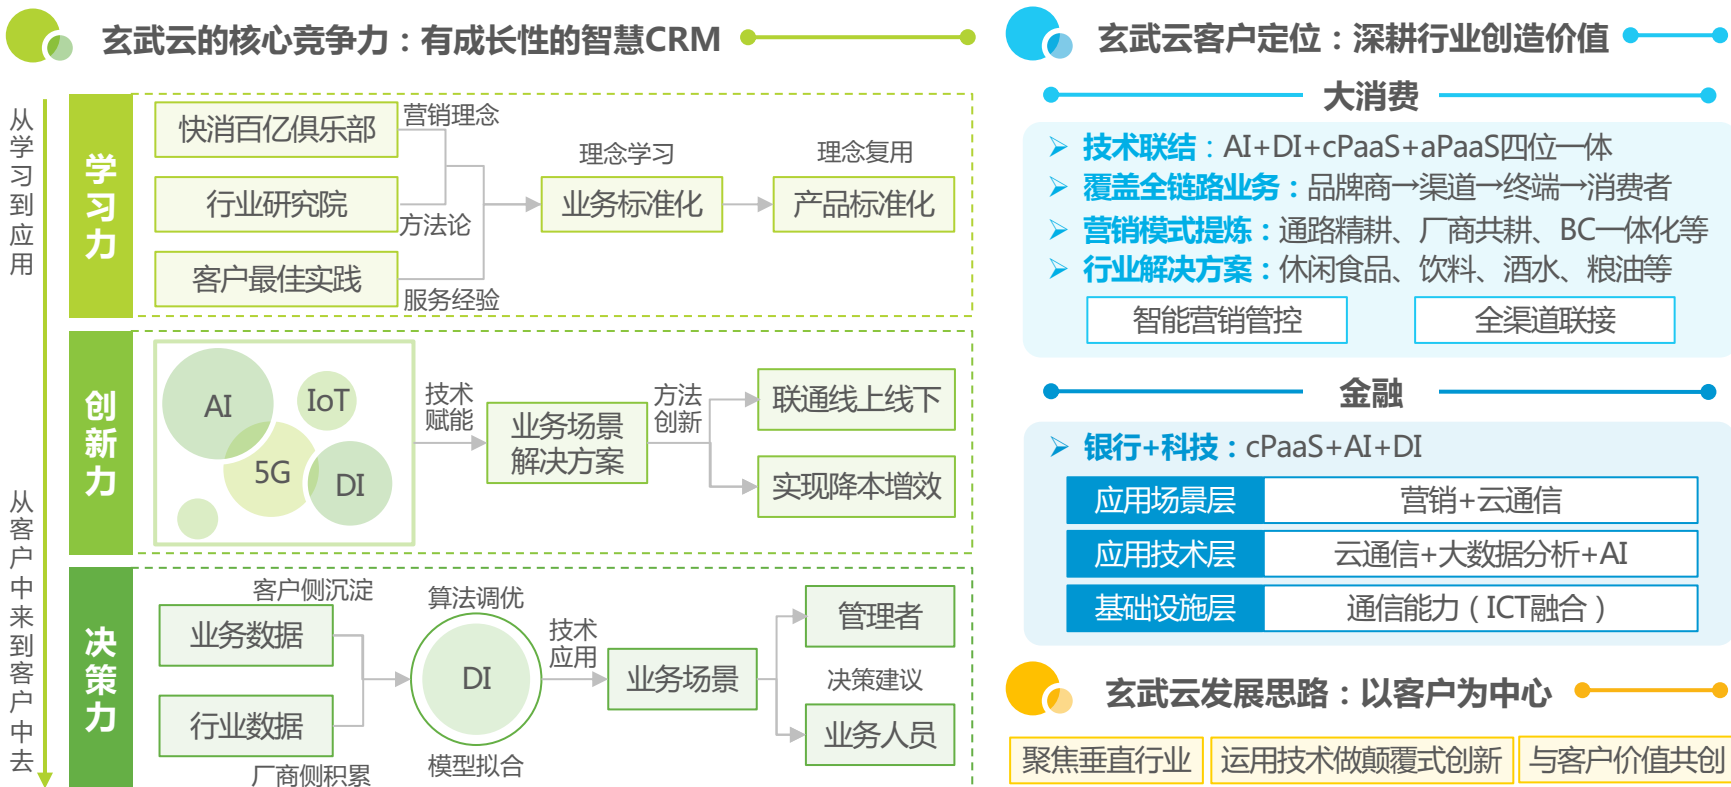 玄武云的核心竞争力：有成长性的智慧CRM
从学习到应用
从客户中来到客户中去
学习力
快消百亿俱乐部
营销理念
行业研究院
方法论
客户最佳实践
服务经验
理念学习
业务标准化
理念复用
产品标准化
创新力
AI
IoT
5G
DI
技术
赋能
业务场景
解决方案
方法
创新
联通线上线下
实现降本增效
决策力
客户侧沉淀
业务数据
行业数据
厂商侧积累
算法调优
DI
模型拟合
技术
应用
业务场景
管理者
决策建议
业务人员
玄武云客户定位：深耕行业创造价值
大消费
➢ 技术联结：AI+DI+cPaaS+aPaaS四位一体
➢ 覆盖全链路业务：品牌商→渠道→终端→消费者
➢ 营销模式提炼：通路精耕、厂商共耕、BC一体化等
➢ 行业解决方案：休闲食品、饮料、酒水、粮油等
智能营销管控
全渠道联接
金融
➢ 银行+科技：cPaaS+AI+DI
应用场景层 营销+云通信
应用技术层 云通信+大数据分析+AI
基础设施层 通信能力（ICT融合）
玄武云发展思路：以客户为中心
聚焦垂直行业
运用技术做颠覆式创新
与客户价值共创